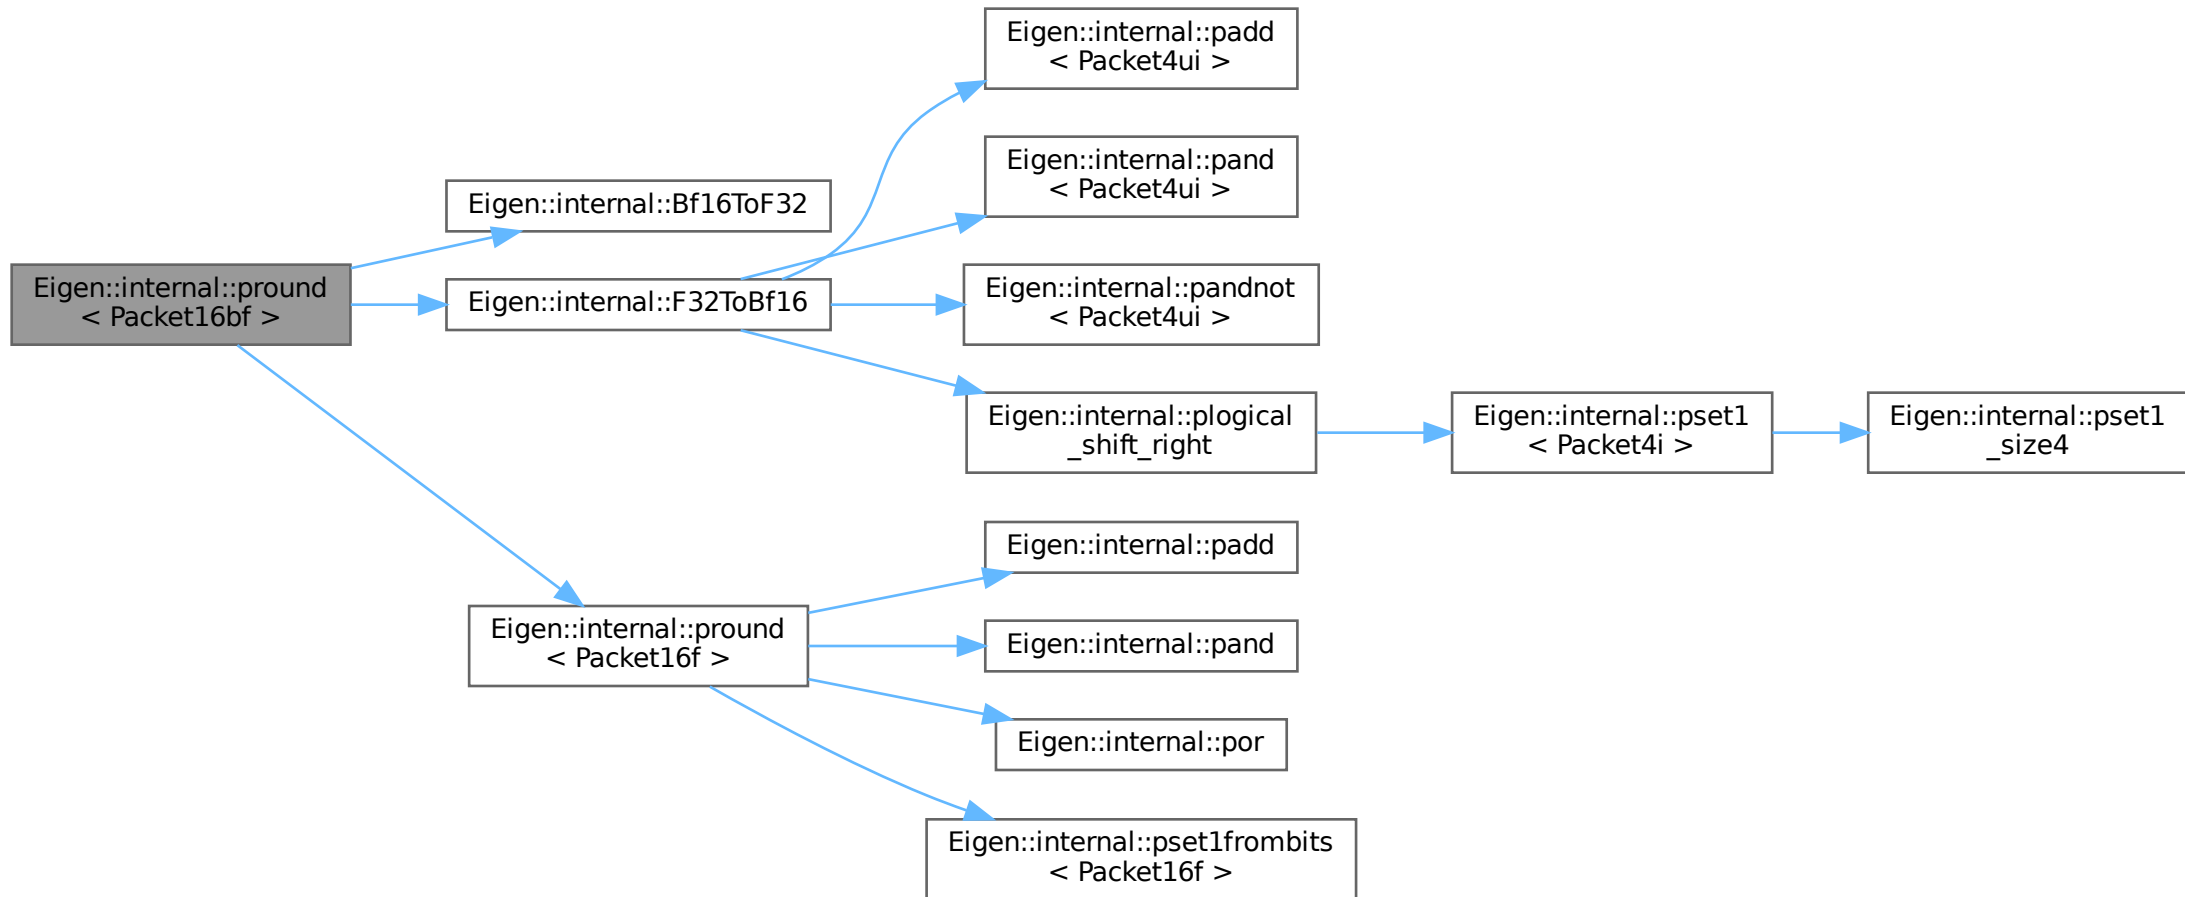 Eigen::internal::pround
< Packet16bf >
Eigen::internal::Bf16ToF32
Eigen::internal::F32ToBf16
Eigen::internal::padd
< Packet4ui >
Eigen::internal::pand
< Packet4ui >
Eigen::internal::pandnot
< Packet4ui >
Eigen::internal::plogical
_shift_right
Eigen::internal::pset1
< Packet4i >
Eigen::internal::pset1
_size4
Eigen::internal::pround
< Packet16f >
Eigen::internal::padd
Eigen::internal::pand
Eigen::internal::por
Eigen::internal::pset1frombits
< Packet16f >